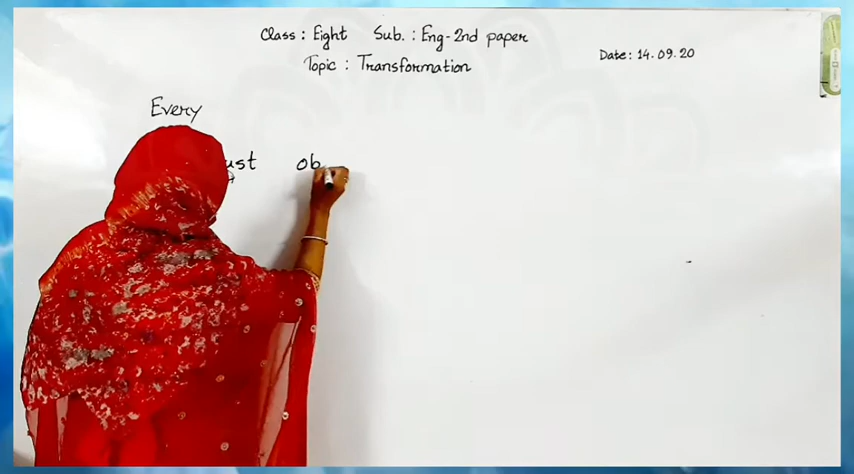 Class : Eight Sub. : Eng-2nd paper
Date: 14.09.20
Topic : Transformation
Every
ust ob